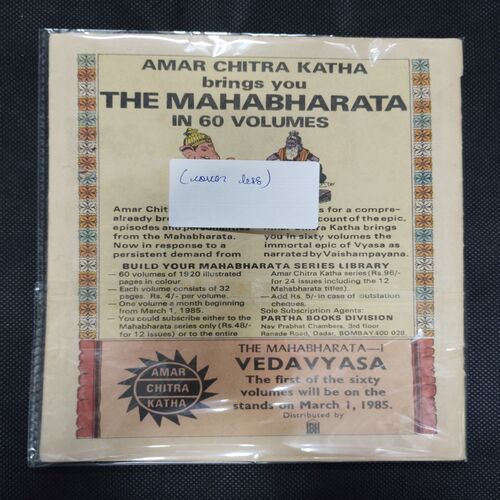 AMAR CHITRA KATHA
brings you
THE MAHABHARATA
IN 60 VOLUMES
(cover less)
Amar Chit
already br
episodes and
from the Mahabharata.
Now in response to a
persistent demand from
s for a compre-
count of the epic,
Amar Chitra Katha brings
you in sixty volumes the
immortal epic of Vyasa as
narrated by Vaishampayana.
BUILD YOUR MAHABHARATA SERIES LIBRARY
— 60 volumes of 1920 illustrated
pages in colour.
— Each volume consists of 32
pages. Rs. 4/- per volume.
— One volume a month beginning
from March 1, 1985.
— You could subscribe either to the
Mahabharata series only (Rs.48/-
for 12 issues) or to the entire
Amar Chitra Katha series (Rs.96/-
for 24 issues including the 12
Mahabharata titles).
— Add Rs. 5/- in case of outstation
cheques.
Sole Subscription Agents:
PARTHA BOOKS DIVISION
Nav Prabhat Chambers, 3rd floor
Ranade Road, Dadar, BOMBAY 400 028.
AMAR
CHITRA
KATHA
THE MAHABHARATA—1
VEDAVYASA
The first of the sixty
volumes will be on the
stands on March 1, 1985.
Distributed by
IBH